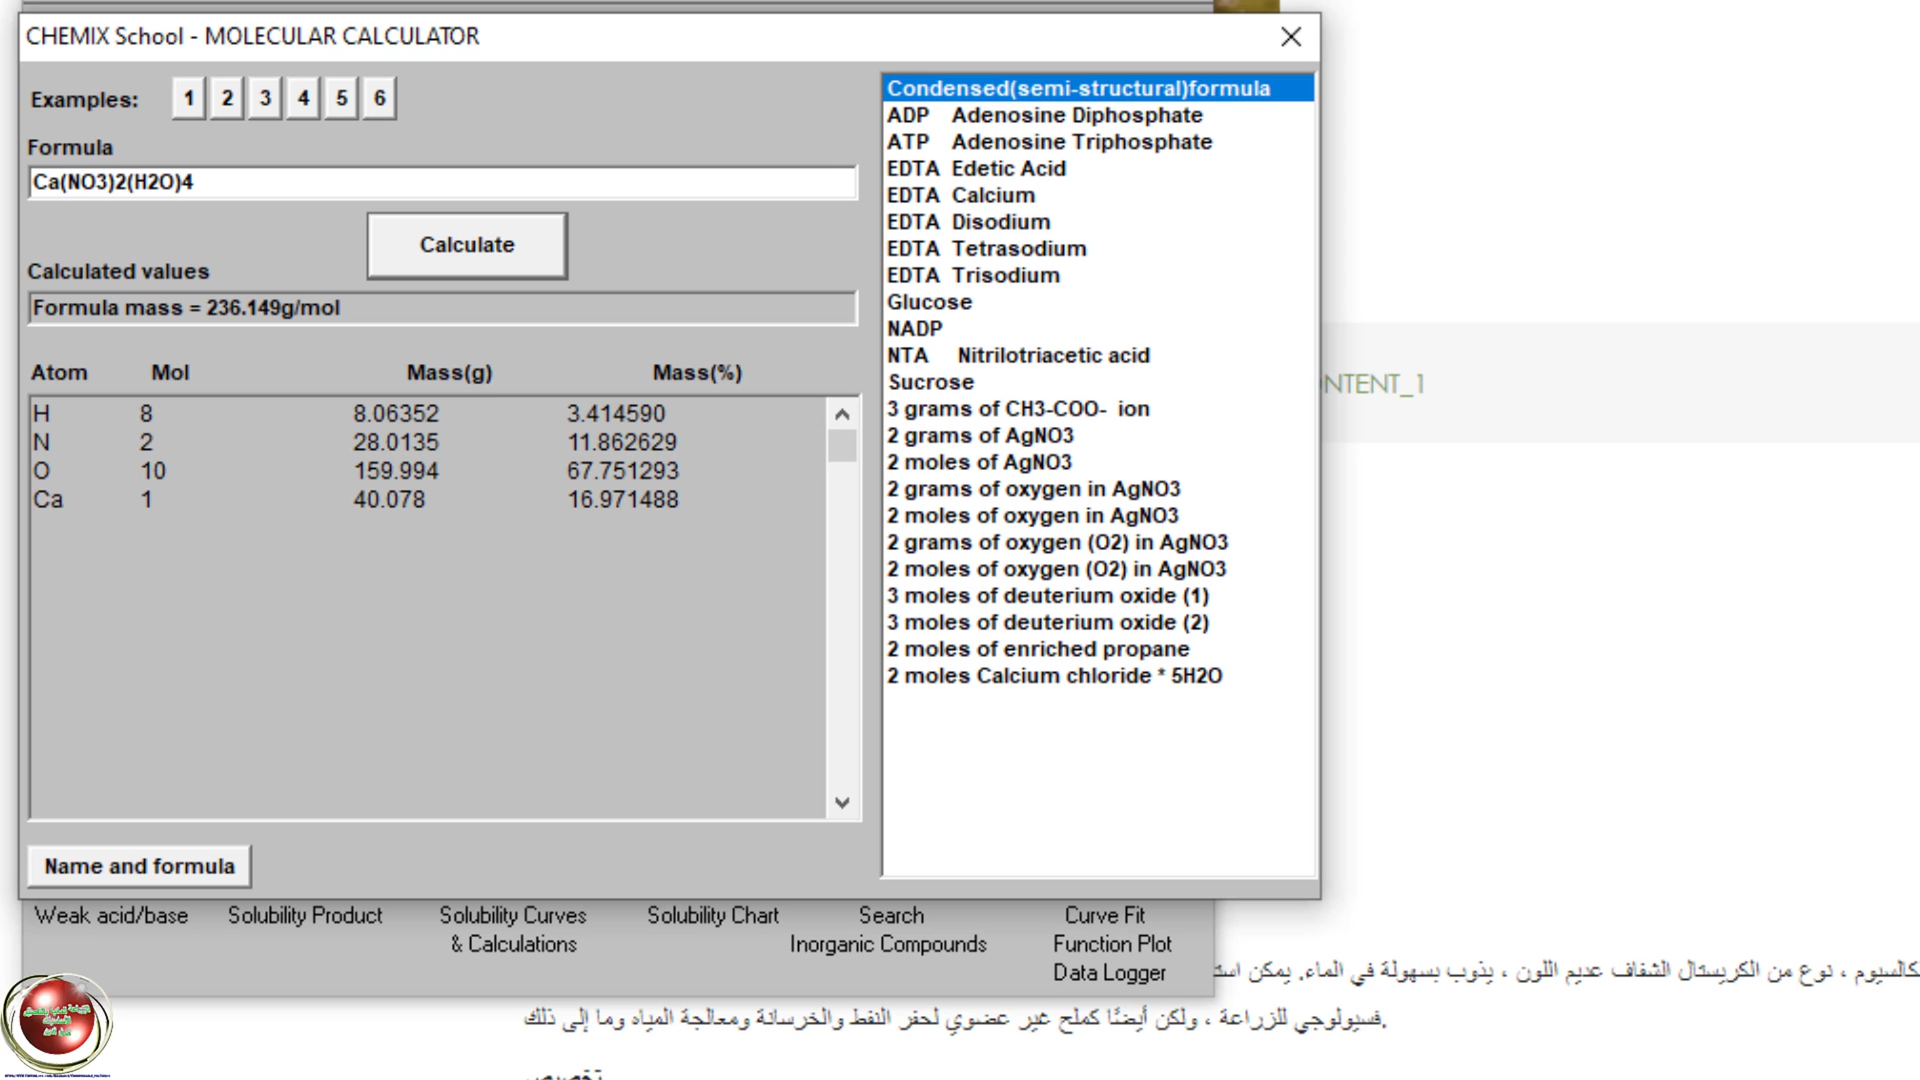 CHEMIX School - MOLECULAR CALCULATOR
Examples: 1 2 3 4 5 6
Formula
Ca(NO3)2(H2O)4
Calculate
Calculated values
Formula mass = 236.149g/mol
Atom Mol Mass(g) Mass(%)
H 8 8.06352 3.414590
N 2 28.0135 11.862629
O 10 159.994 67.751293
Ca 1 40.078 16.971488
Name and formula
Condensed(semi-structural)formula
ADP Adenosine Diphosphate
ATP Adenosine Triphosphate
EDTA Edetic Acid
EDTA Calcium
EDTA Disodium
EDTA Tetrasodium
EDTA Trisodium
Glucose
NADP
NTA Nitrilotriacetic acid
Sucrose
3 grams of CH3-COO- ion
2 grams of AgNO3
2 moles of AgNO3
2 grams of oxygen in AgNO3
2 moles of oxygen in AgNO3
2 grams of oxygen (O2) in AgNO3
2 moles of oxygen (O2) in AgNO3
3 moles of deuterium oxide (1)
3 moles of deuterium oxide (2)
2 moles of enriched propane
2 moles Calcium chloride * 5H2O
NTENT_1
Weak acid/base Solubility Product Solubility Curves Solubility Chart Search Curve Fit
& Calculations Inorganic Compounds Function Plot
Data Logger
كالسيوم ، نوع من الكريستال الشفاف عديم اللون ، يذوب بسهولة في الماء. يمكن است
فسيولوجي للزراعة ، ولكن أيضًا كملح غير عضوي لحفر النفط والخرسانة ومعالجة المياه وما إلى ذلك.